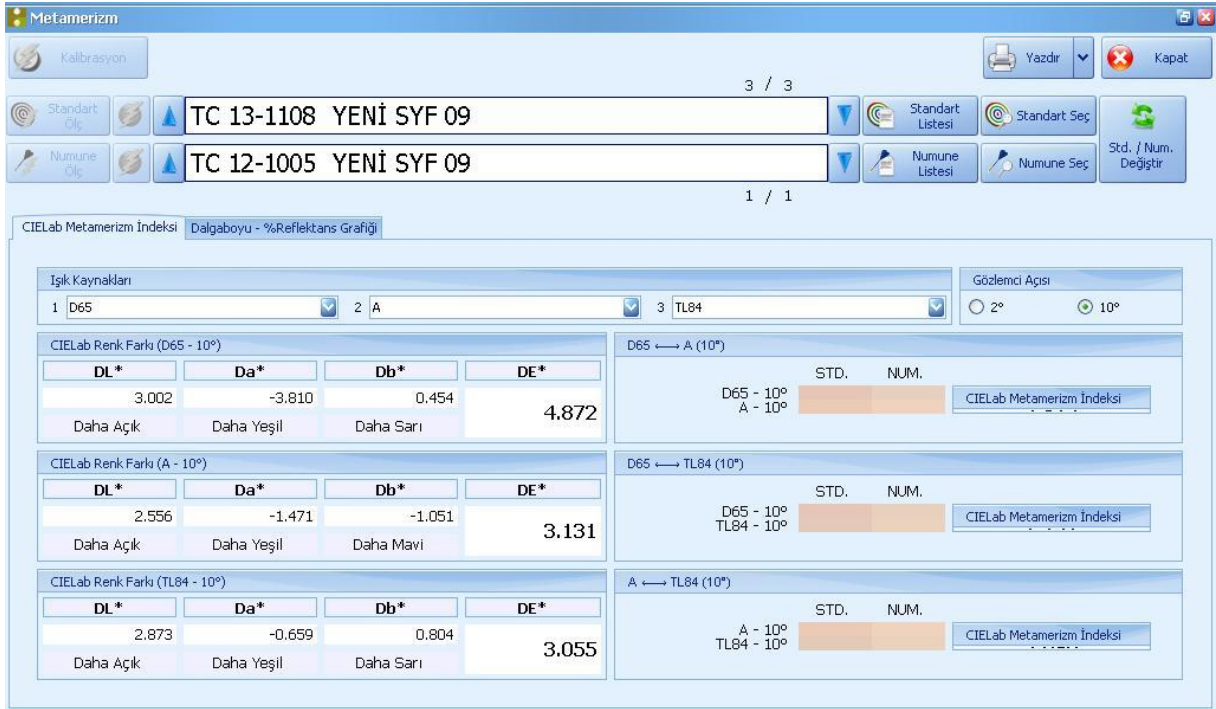 Metamerizm
Kalibrasyon
Yazdır
Kapat
3 / 3
Standart Ölç
TC 13-1108 YENİ SYF 09
Standart Listesi
Standart Seç
Std. / Num. Değiştir
Numune Ölç
TC 12-1005 YENİ SYF 09
Numune Listesi
Numune Seç
1 / 1
CIELab Metamerizm İndeksi
Dalgaboyu - %Reflektans Grafiği
Işık Kaynakları
Gözlemci Açısı
1 D65
2 A
3 TL84
2°
10°
CIELab Renk Farkı (D65 - 10°)
DL* Da* Db* DE*
3.002 -3.810 0.454 4.872
Daha Açık Daha Yeşil Daha Sarı
D65 ⟷ A (10°)
STD. NUM.
D65 - 10°
A - 10°
CIELab Metamerizm İndeksi
CIELab Renk Farkı (A - 10°)
DL* Da* Db* DE*
2.556 -1.471 -1.051 3.131
Daha Açık Daha Yeşil Daha Mavi
D65 ⟷ TL84 (10°)
STD. NUM.
D65 - 10°
TL84 - 10°
CIELab Metamerizm İndeksi
CIELab Renk Farkı (TL84 - 10°)
DL* Da* Db* DE*
2.873 -0.659 0.804 3.055
Daha Açık Daha Yeşil Daha Sarı
A ⟷ TL84 (10°)
STD. NUM.
A - 10°
TL84 - 10°
CIELab Metamerizm İndeksi